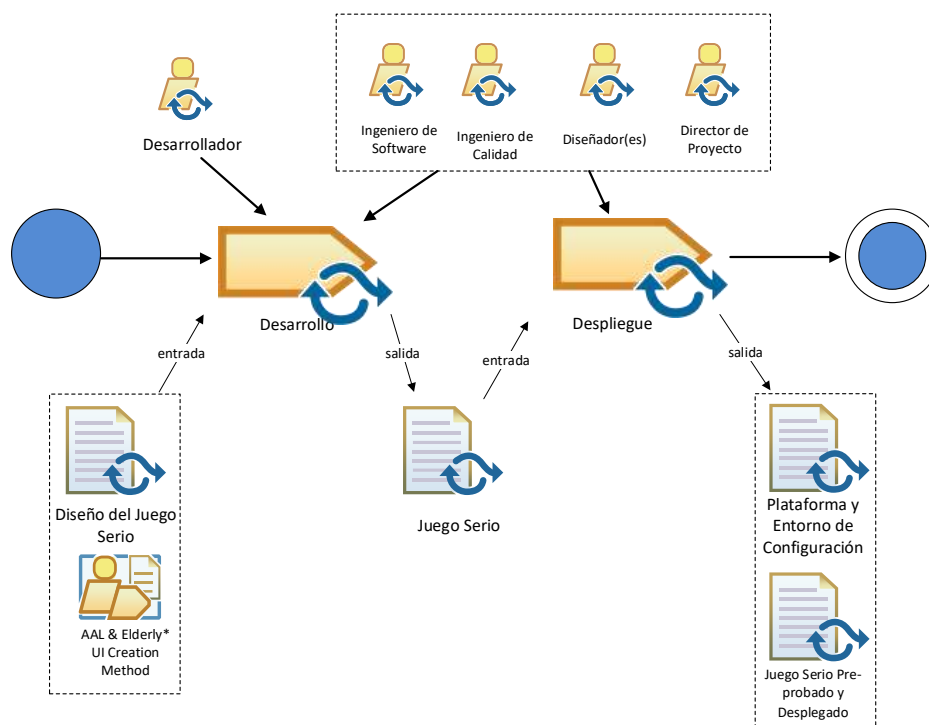 Desarrollador
Ingeniero de
Software
Ingeniero de
Calidad
Diseñador(es)
Director de
Proyecto
Desarrollo
Despliegue
entrada
salida
entrada
salida
Diseño del Juego
Serio
AAL & Elderly*
UI Creation
Method
Juego Serio
Plataforma y
Entorno de
Configuración
Juego Serio Pre-
probado y
Desplegado